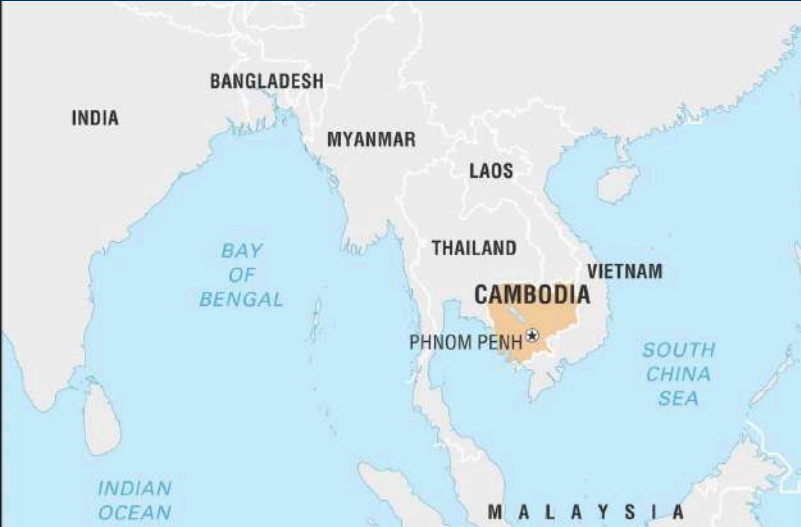 BANGLADESH
INDIA
MYANMAR
LAOS
BAY
OF
BENGAL
THAILAND
VIETNAM
CAMBODIA
PHNOM PENH
SOUTH
CHINA
SEA
INDIAN
OCEAN
MALAYSIA